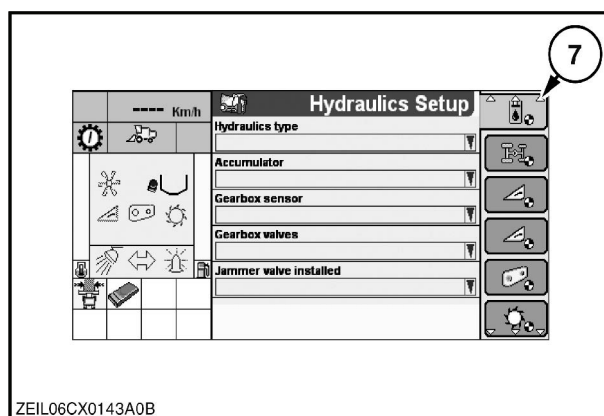 7
---- Km/h
Hydraulics Setup
Hydraulics type
Accumulator
Gearbox sensor
Gearbox valves
Jammer valve installed
ZEIL06CX0143A0B